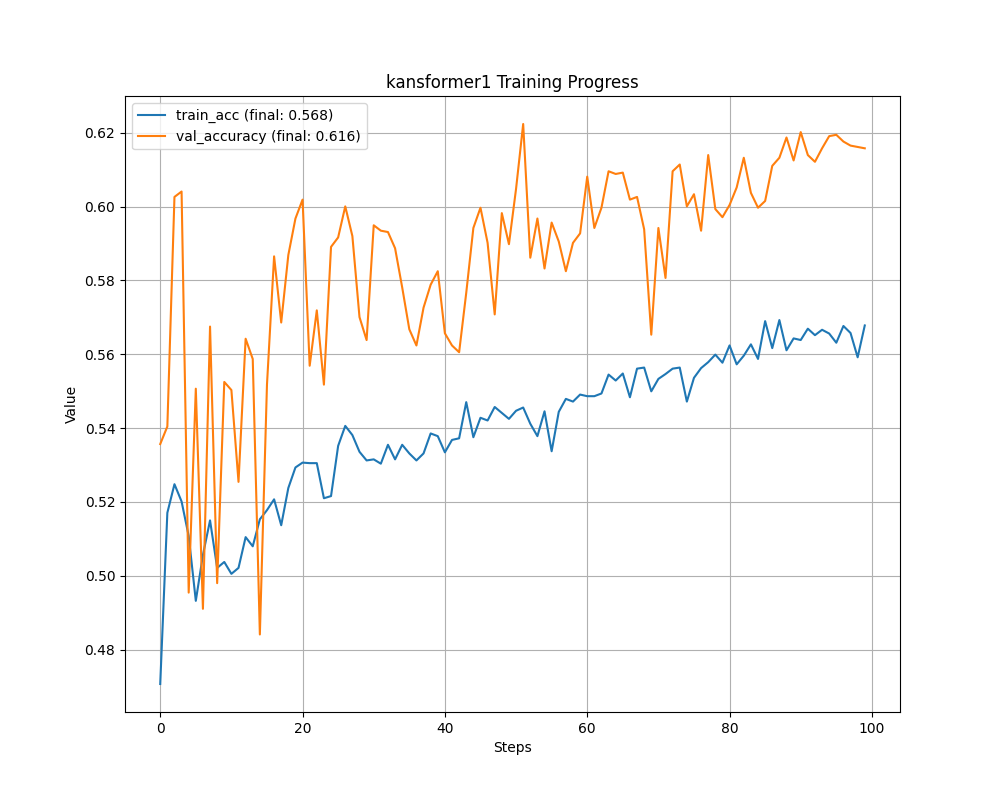 kansformer1 Training Progress
train_acc (final: 0.568)
val_accuracy (final: 0.616)
0.62
0.60
0.58
0.56
0.54
0.52
0.50
0.48
Value
0 20 40 60 80 100
Steps